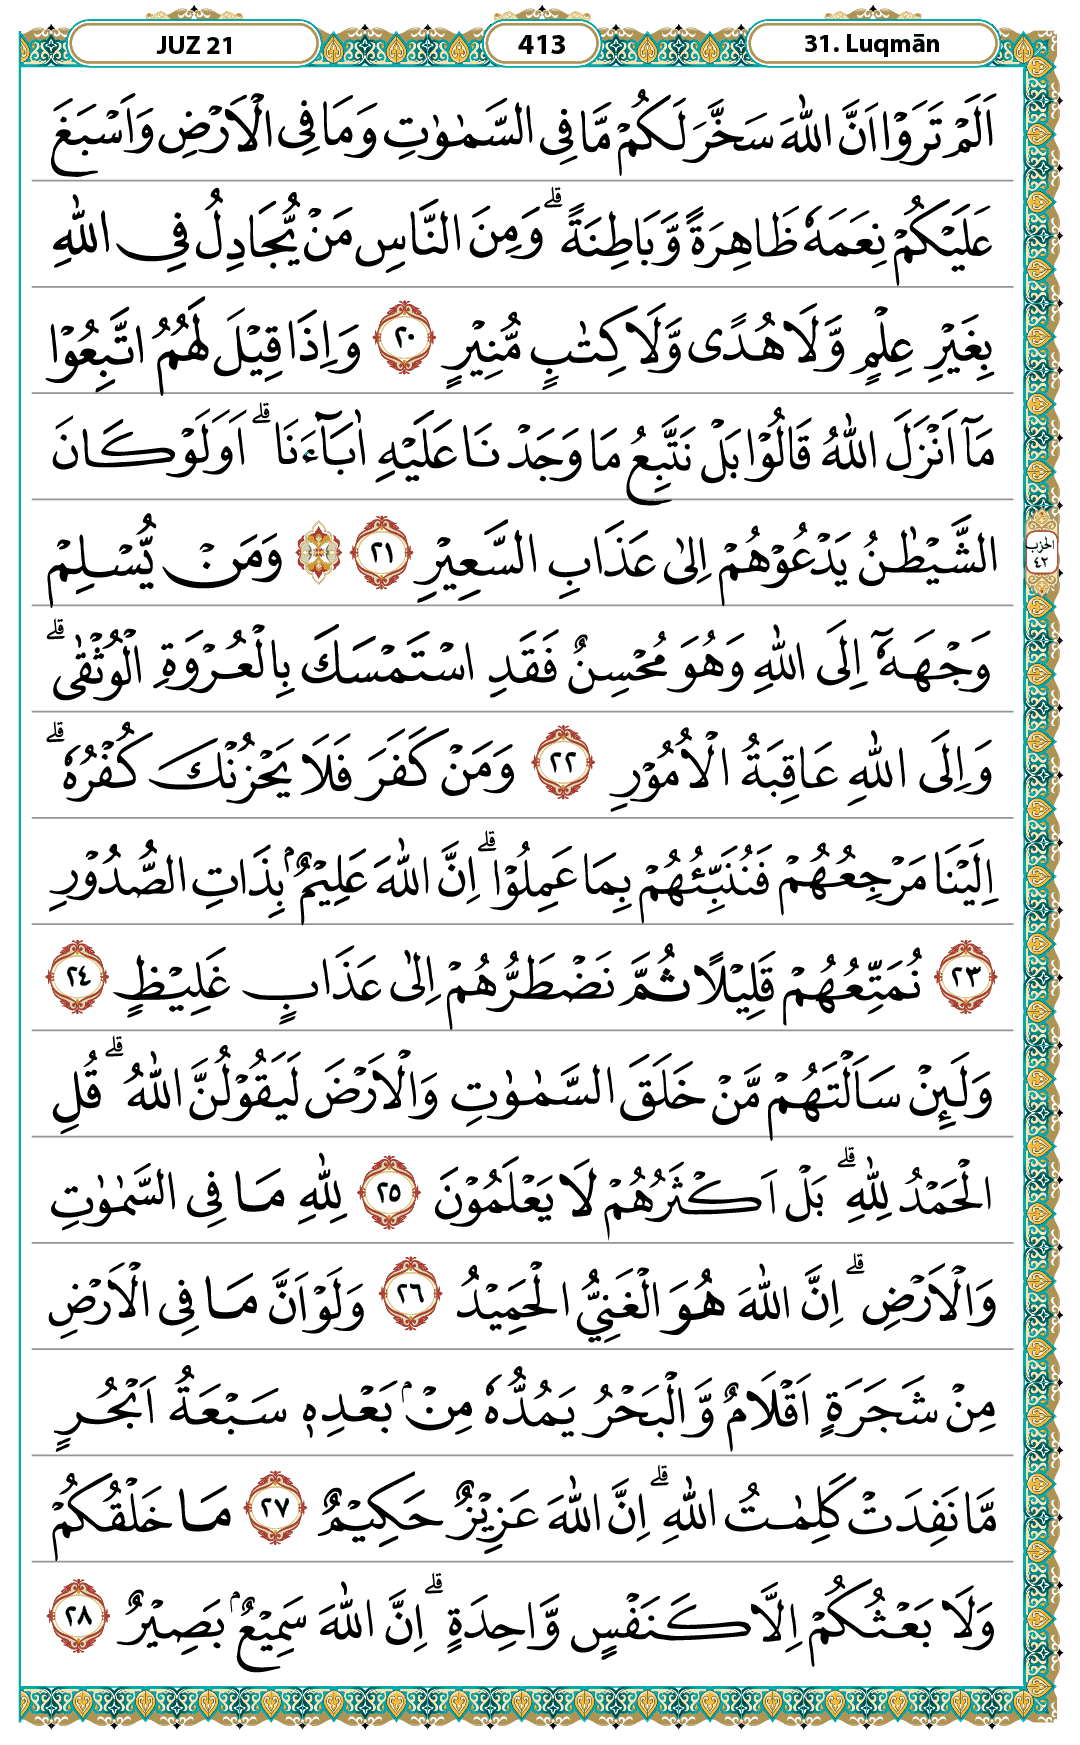 JUZ 21
413
31. Luqmān
اَلَمْ تَرَوْا اَنَّ اللّٰهَ سَخَّرَ لَكُمْ مَّا فِى السَّمٰوٰتِ وَمَا فِى الْاَرْضِ وَاَسْبَغَ
عَلَيْكُمْ نِعَمَهٗ ظَاهِرَةً وَّبَاطِنَةً ۗ وَمِنَ النَّاسِ مَنْ يُّجَادِلُ فِى اللّٰهِ
بِغَيْرِ عِلْمٍ وَّلَا هُدًى وَّلَا كِتٰبٍ مُّنِيْرٍ ٢٠ وَاِذَا قِيْلَ لَهُمُ اتَّبِعُوْا
مَآ اَنْزَلَ اللّٰهُ قَالُوْا بَلْ نَتَّبِعُ مَا وَجَدْنَا عَلَيْهِ اٰبَاۤءَنَا ۗ اَوَلَوْ كَانَ
الشَّيْطٰنُ يَدْعُوْهُمْ اِلٰى عَذَابِ السَّعِيْرِ ٢١ ۞ وَمَنْ يُّسْلِمْ
الحزب
٤٢
وَجْهَهٗٓ اِلَى اللّٰهِ وَهُوَ مُحْسِنٌ فَقَدِ اسْتَمْسَكَ بِالْعُرْوَةِ الْوُثْقٰى ۗ
وَاِلَى اللّٰهِ عَاقِبَةُ الْاُمُوْرِ ٢٢ وَمَنْ كَفَرَ فَلَا يَحْزُنْكَ كُفْرُهٗ ۗ
اِلَيْنَا مَرْجِعُهُمْ فَنُنَبِّئُهُمْ بِمَا عَمِلُوْا ۗ اِنَّ اللّٰهَ عَلِيْمٌۢ بِذَاتِ الصُّدُوْرِ
٢٣ نُمَتِّعُهُمْ قَلِيْلًا ثُمَّ نَضْطَرُّهُمْ اِلٰى عَذَابٍ غَلِيْظٍ ٢٤
وَلَىِٕنْ سَاَلْتَهُمْ مَّنْ خَلَقَ السَّمٰوٰتِ وَالْاَرْضَ لَيَقُوْلُنَّ اللّٰهُ ۗ قُلِ
الْحَمْدُ لِلّٰهِ ۗ بَلْ اَكْثَرُهُمْ لَا يَعْلَمُوْنَ ٢٥ لِلّٰهِ مَا فِى السَّمٰوٰتِ
وَالْاَرْضِ ۗ اِنَّ اللّٰهَ هُوَ الْغَنِيُّ الْحَمِيْدُ ٢٦ وَلَوْ اَنَّ مَا فِى الْاَرْضِ
مِنْ شَجَرَةٍ اَقْلَامٌ وَّالْبَحْرُ يَمُدُّهٗ مِنْۢ بَعْدِهٖ سَبْعَةُ اَبْحُرٍ
مَّا نَفِدَتْ كَلِمٰتُ اللّٰهِ ۗ اِنَّ اللّٰهَ عَزِيْزٌ حَكِيْمٌ ٢٧ مَا خَلْقُكُمْ
وَلَا بَعْثُكُمْ اِلَّا كَنَفْسٍ وَّاحِدَةٍ ۗ اِنَّ اللّٰهَ سَمِيْعٌۢ بَصِيْرٌ ٢٨